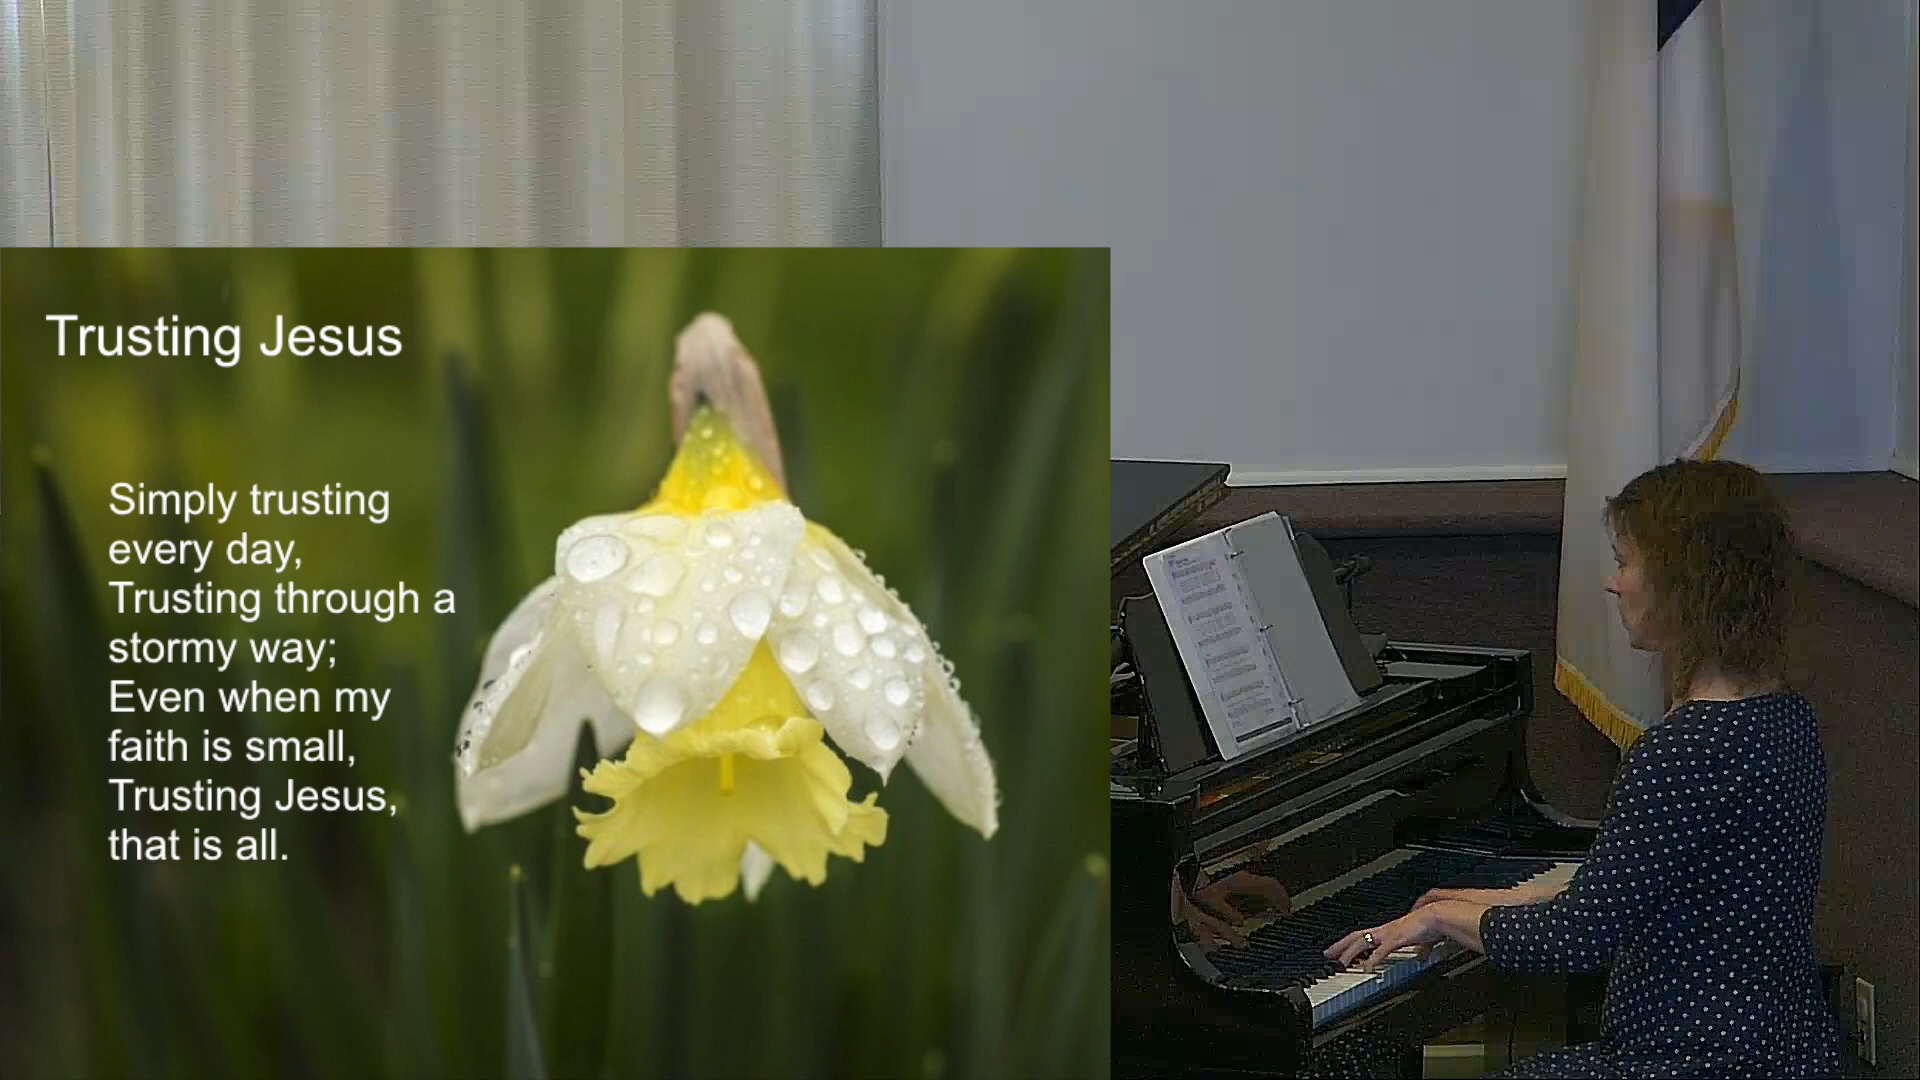 Trusting Jesus
Simply trusting
every day,
Trusting through a
stormy way;
Even when my
faith is small,
Trusting Jesus,
that is all.